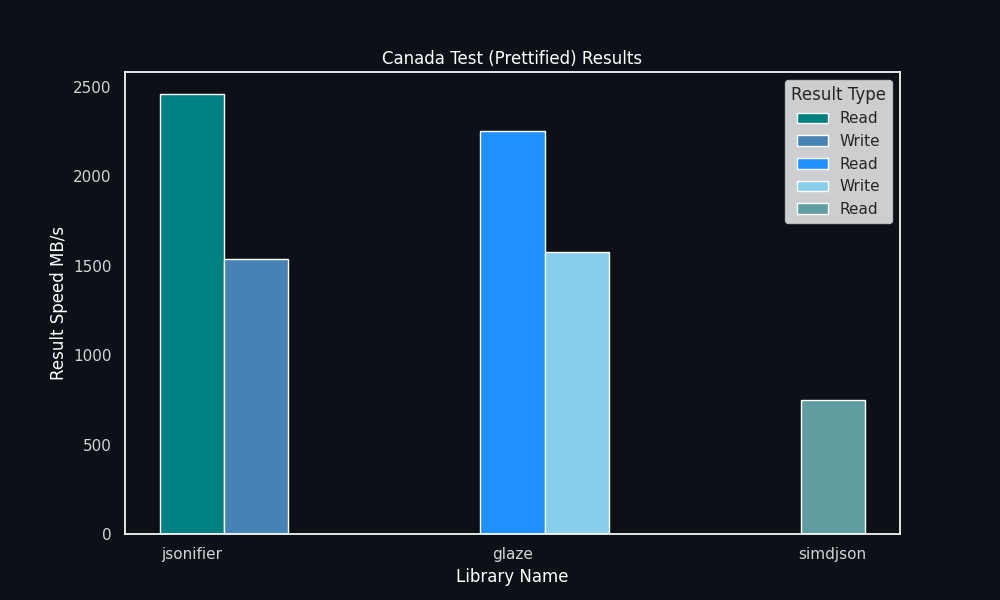 Canada Test (Prettified) Results
Result Type
Read
Write
Read
Write
Read
2500
2000
1500
1000
500
0
Result Speed MB/s
jsonifier
glaze
simdjson
Library Name